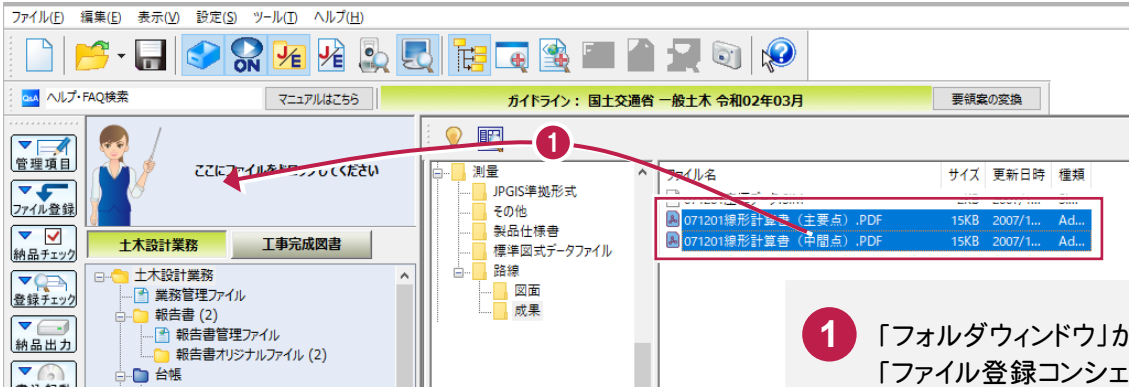 ファイル(F) 編集(E) 表示(V) 設定(S) ツール(T) ヘルプ(H)
ON J/E J/E
Q&A ヘルプ・FAQ検索 マニュアルはこちら ガイドライン： 国土交通省 一般土木 令和02年03月 要領案の変換
管理項目
ファイル登録
納品チェック
登録チェック
納品出力
ここにファイルをドロップしてください
土木設計業務 工事完成図書
土木設計業務
業務管理ファイル
報告書 (2)
報告書管理ファイル
報告書オリジナルファイル (2)
台帳
1
測量
JPGIS準拠形式
その他
製品仕様書
標準図式データファイル
路線
図面
成果
ファイル名 サイズ 更新日時 種類
071201線形計算書（主要点）.PDF 15KB 2007/1... Ad...
071201線形計算書（中間点）.PDF 15KB 2007/1... Ad...
1 「フォルダウィンドウ」か
「ファイル登録コンシェ